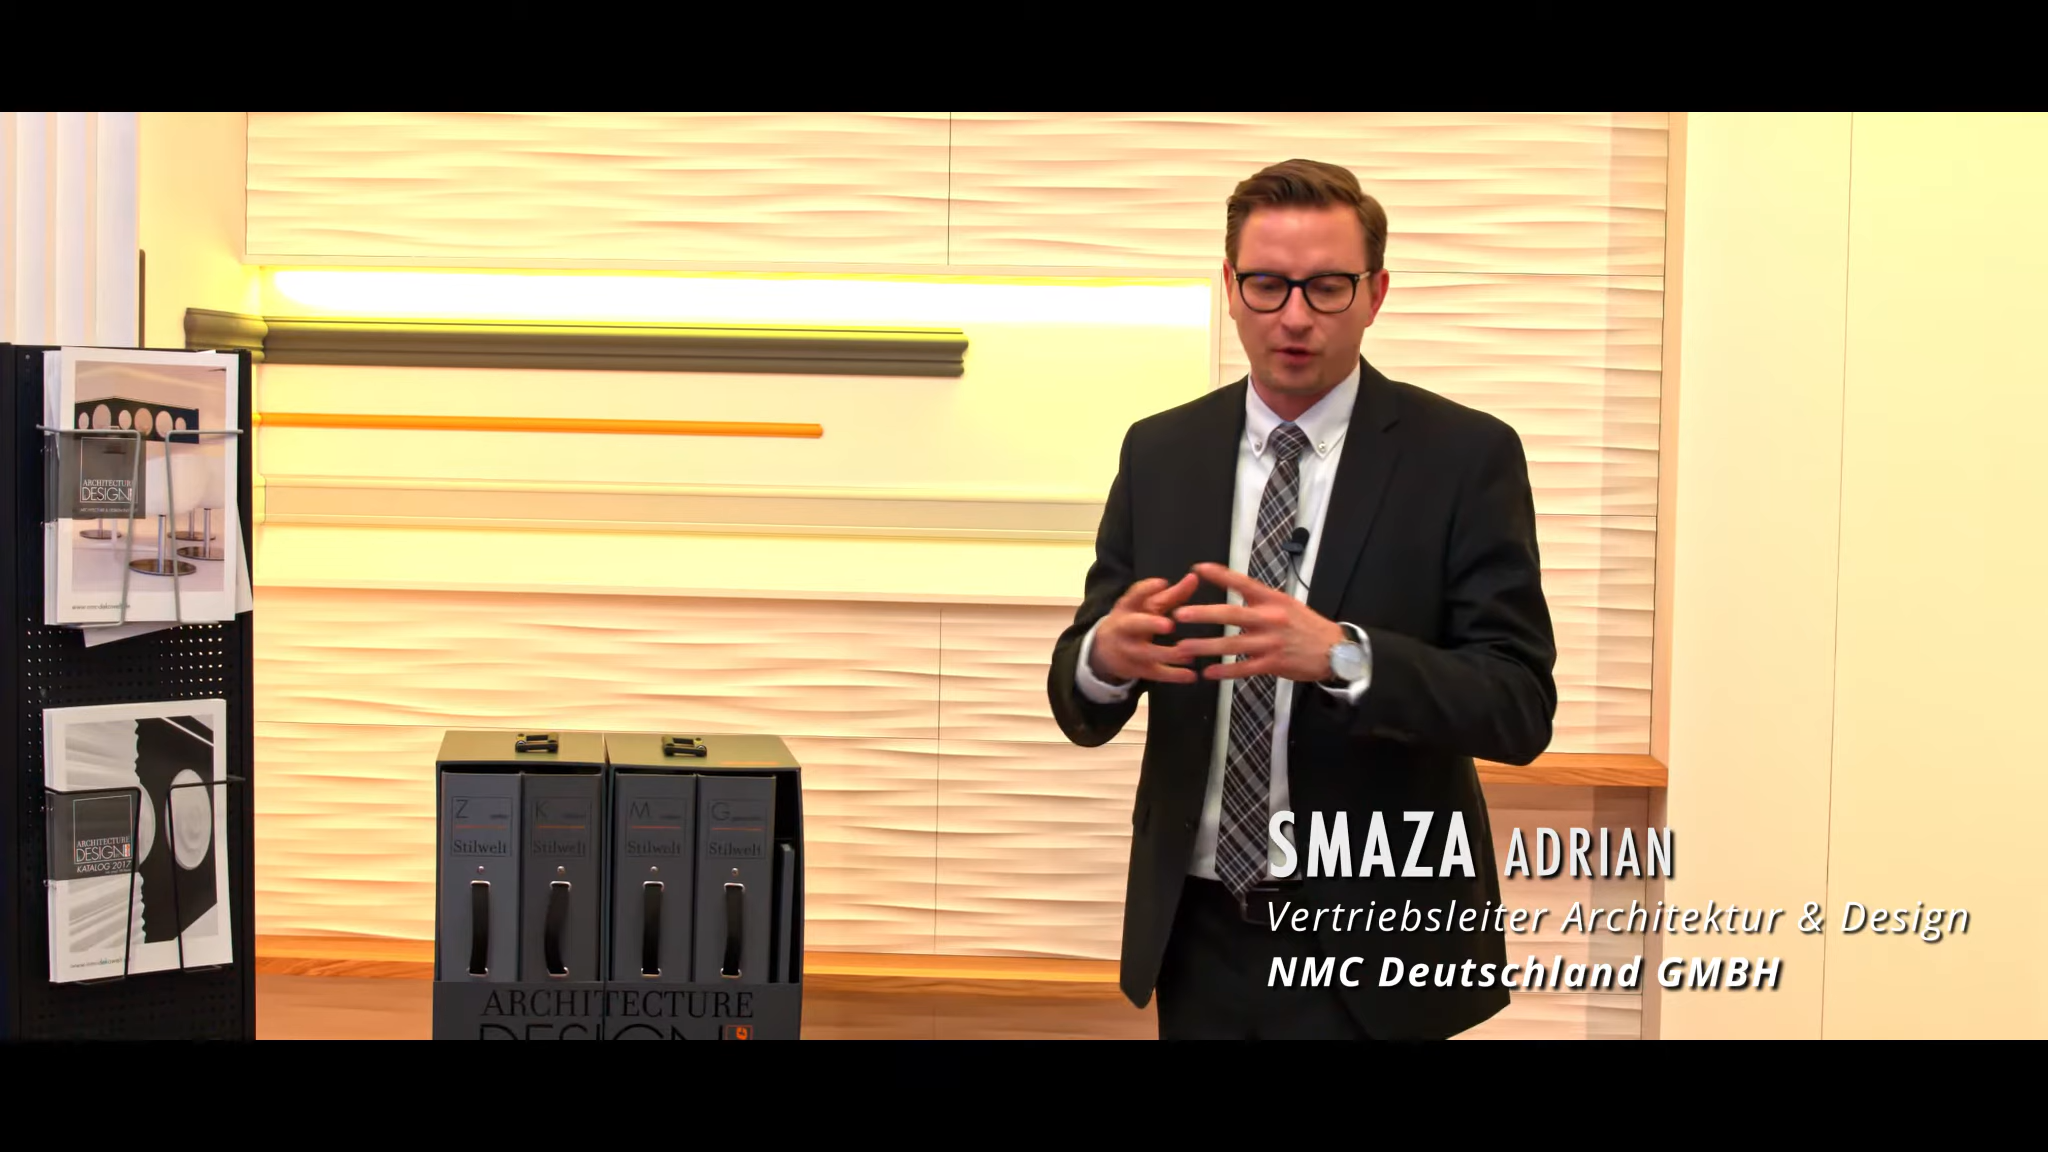 ARCHITECTURE
DESIGN
ARCHITECTURE
DESIGN
KATALOG 2017
Z
Stilwelt
K
Stilwelt
M
Stilwelt
G
Stilwelt
ARCHITECTURE
DESIGN
SMAZA ADRIAN
Vertriebsleiter Architektur & Design
NMC Deutschland GMBH